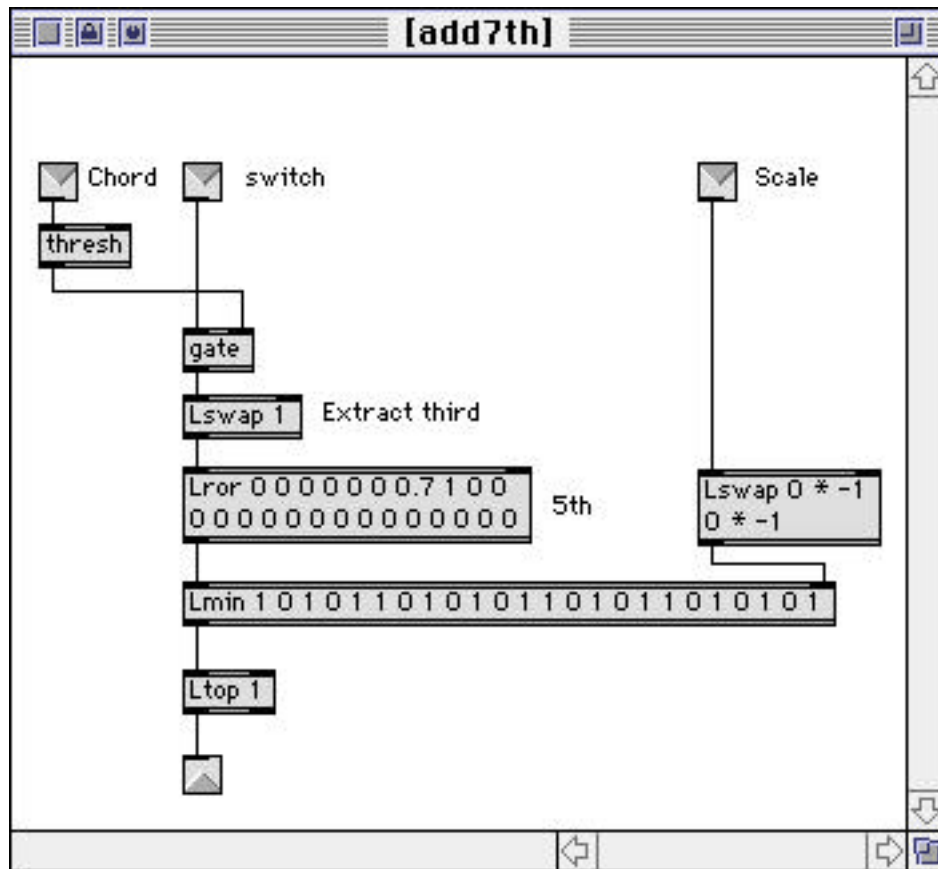 [add7th]
Chord
switch
Scale
thresh
gate
Lswap 1
Extract third
Lror 0 0 0 0 0 0 0.7 1 0 0
0 0 0 0 0 0 0 0 0 0 0 0 0 0
5th
Lswap 0 * -1
0 * -1
Lmin 1 0 1 0 1 1 0 1 0 1 0 1 1 0 1 0 1 1 0 1 0 1 0 1
Ltop 1